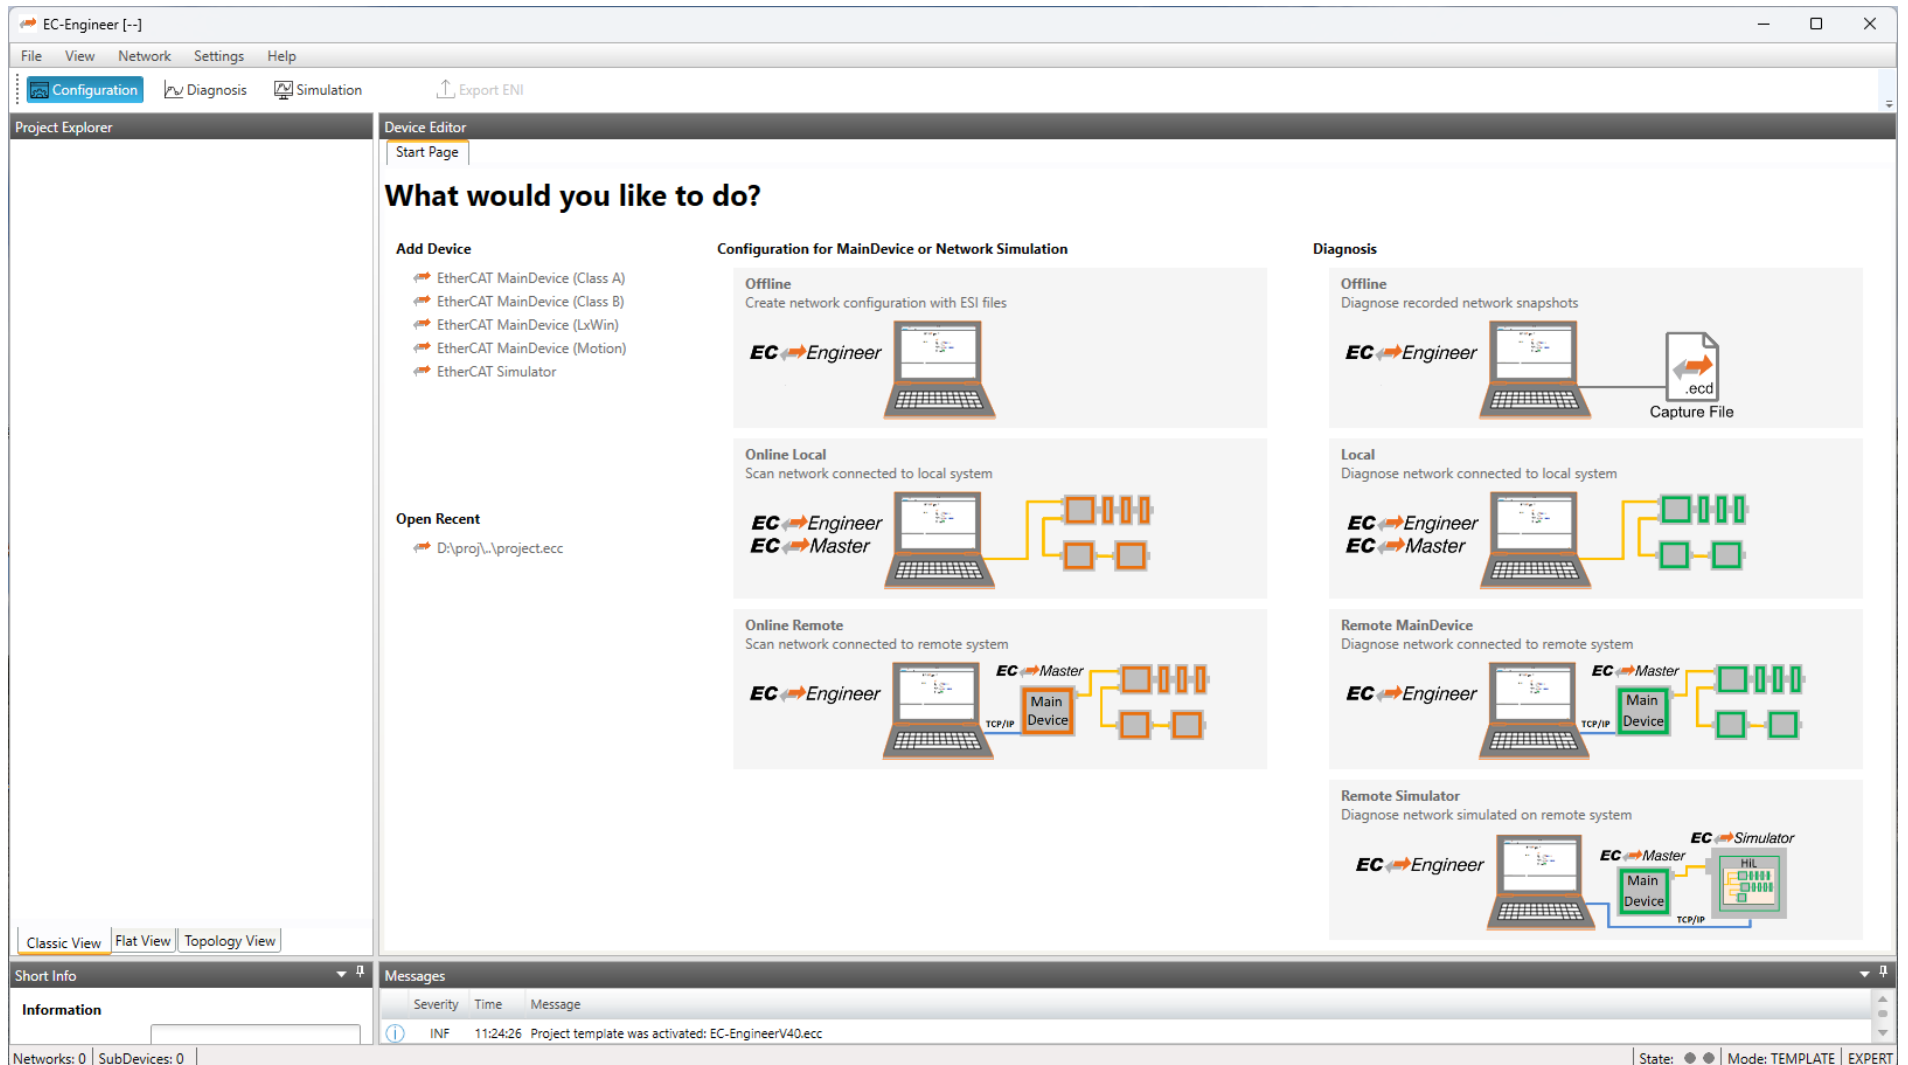 EC-Engineer [--]
File View Network Settings Help
Configuration Diagnosis Simulation Export ENI
Project Explorer
Device Editor
Start Page
What would you like to do?
Add Device
EtherCAT MainDevice (Class A)
EtherCAT MainDevice (Class B)
EtherCAT MainDevice (LxWin)
EtherCAT MainDevice (Motion)
EtherCAT Simulator
Open Recent
D:\proj\..\project.ecc
Configuration for MainDevice or Network Simulation
Offline
Create network configuration with ESI files
EC Engineer
Online Local
Scan network connected to local system
EC Engineer
EC Master
Online Remote
Scan network connected to remote system
EC Master
EC Engineer
Main
Device
TCP/IP
Diagnosis
Offline
Diagnose recorded network snapshots
EC Engineer
.ecd
Capture File
Local
Diagnose network connected to local system
EC Engineer
EC Master
Remote MainDevice
Diagnose network connected to remote system
EC Master
EC Engineer
Main
Device
TCP/IP
Remote Simulator
Diagnose network simulated on remote system
EC Simulator
EC Master
EC Engineer
HiL
Main
Device
TCP/IP
Classic View Flat View Topology View
Short Info
Information
Messages
Severity Time Message
INF 11:24:26 Project template was activated: EC-EngineerV40.ecc
Networks: 0 SubDevices: 0
State: Mode: TEMPLATE EXPERT